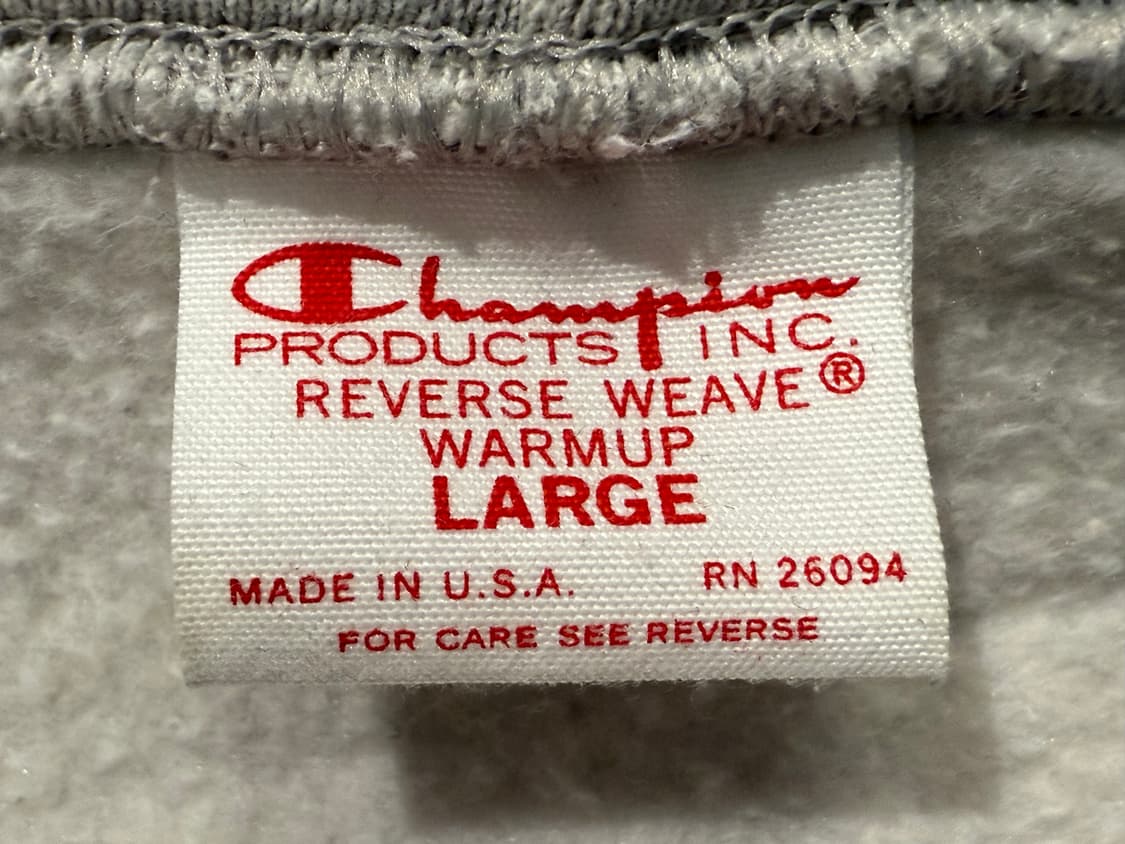 Champion
PRODUCTS INC.
REVERSE WEAVE®
WARMUP
LARGE
MADE IN U.S.A. RN 26094
FOR CARE SEE REVERSE